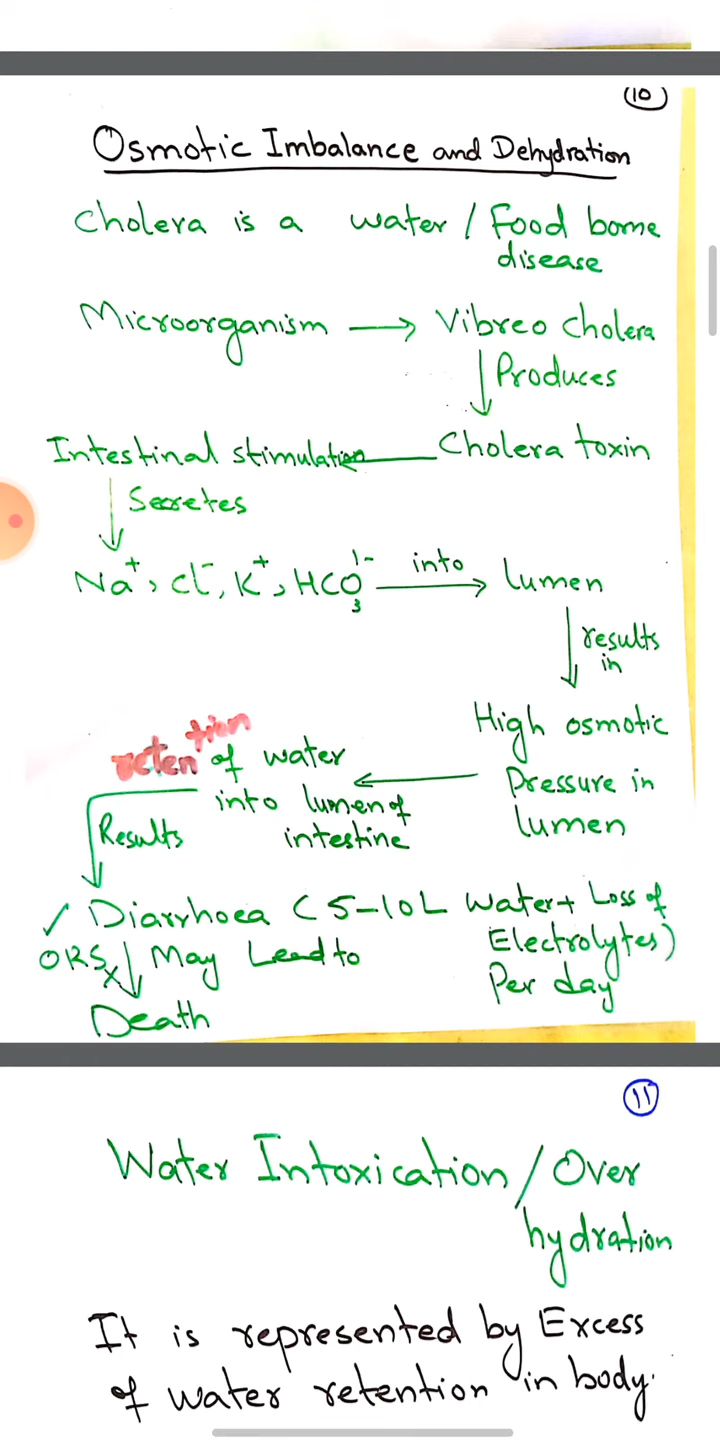 10
Osmotic Imbalance and Dehydration
Cholera is a water / Food borne
disease
Microorganism → Vibreo cholera
Produces
Intestinal stimulation Cholera toxin
Secretes
Na⁺, Cl⁻, K⁺, HCO₃¹⁻ into → lumen
results
in
High osmotic
retention of water
Pressure in
into lumen of
lumen
Results intestine
✓ Diarrhoea (5-10L Water + Loss of
Electrolytes)
ORS x May Lead to
Per day
Death
11
Water Intoxication / Over
hydration
It is represented by Excess
of water retention in body.